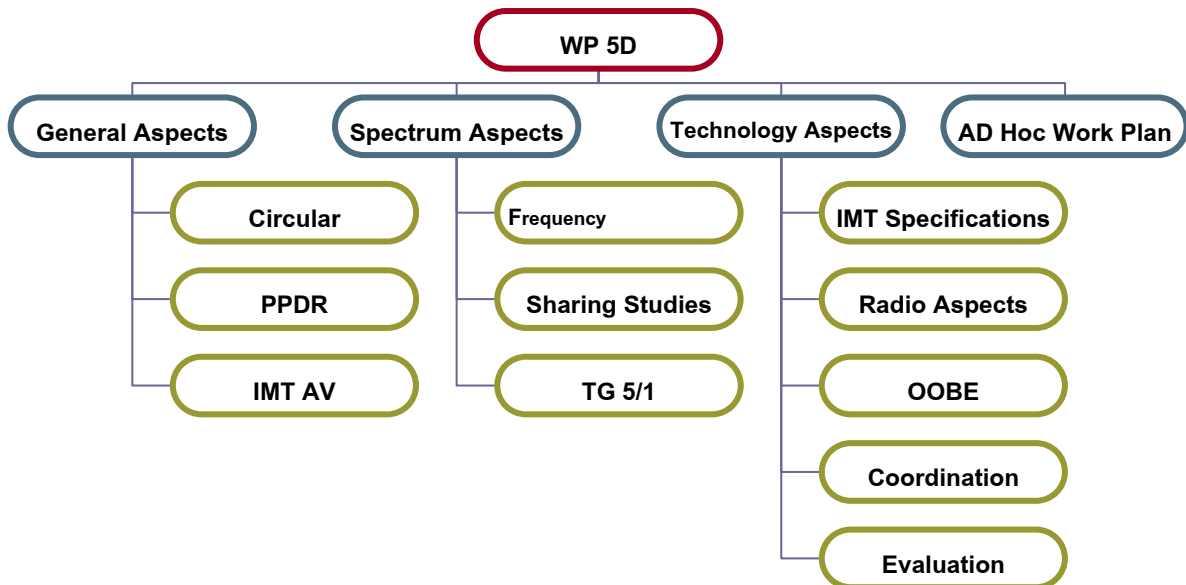 WP 5D
General Aspects
Spectrum Aspects
Technology Aspects
AD Hoc Work Plan
Circular
Frequency
IMT Specifications
PPDR
Sharing Studies
Radio Aspects
IMT AV
TG 5/1
OOBE
Coordination
Evaluation